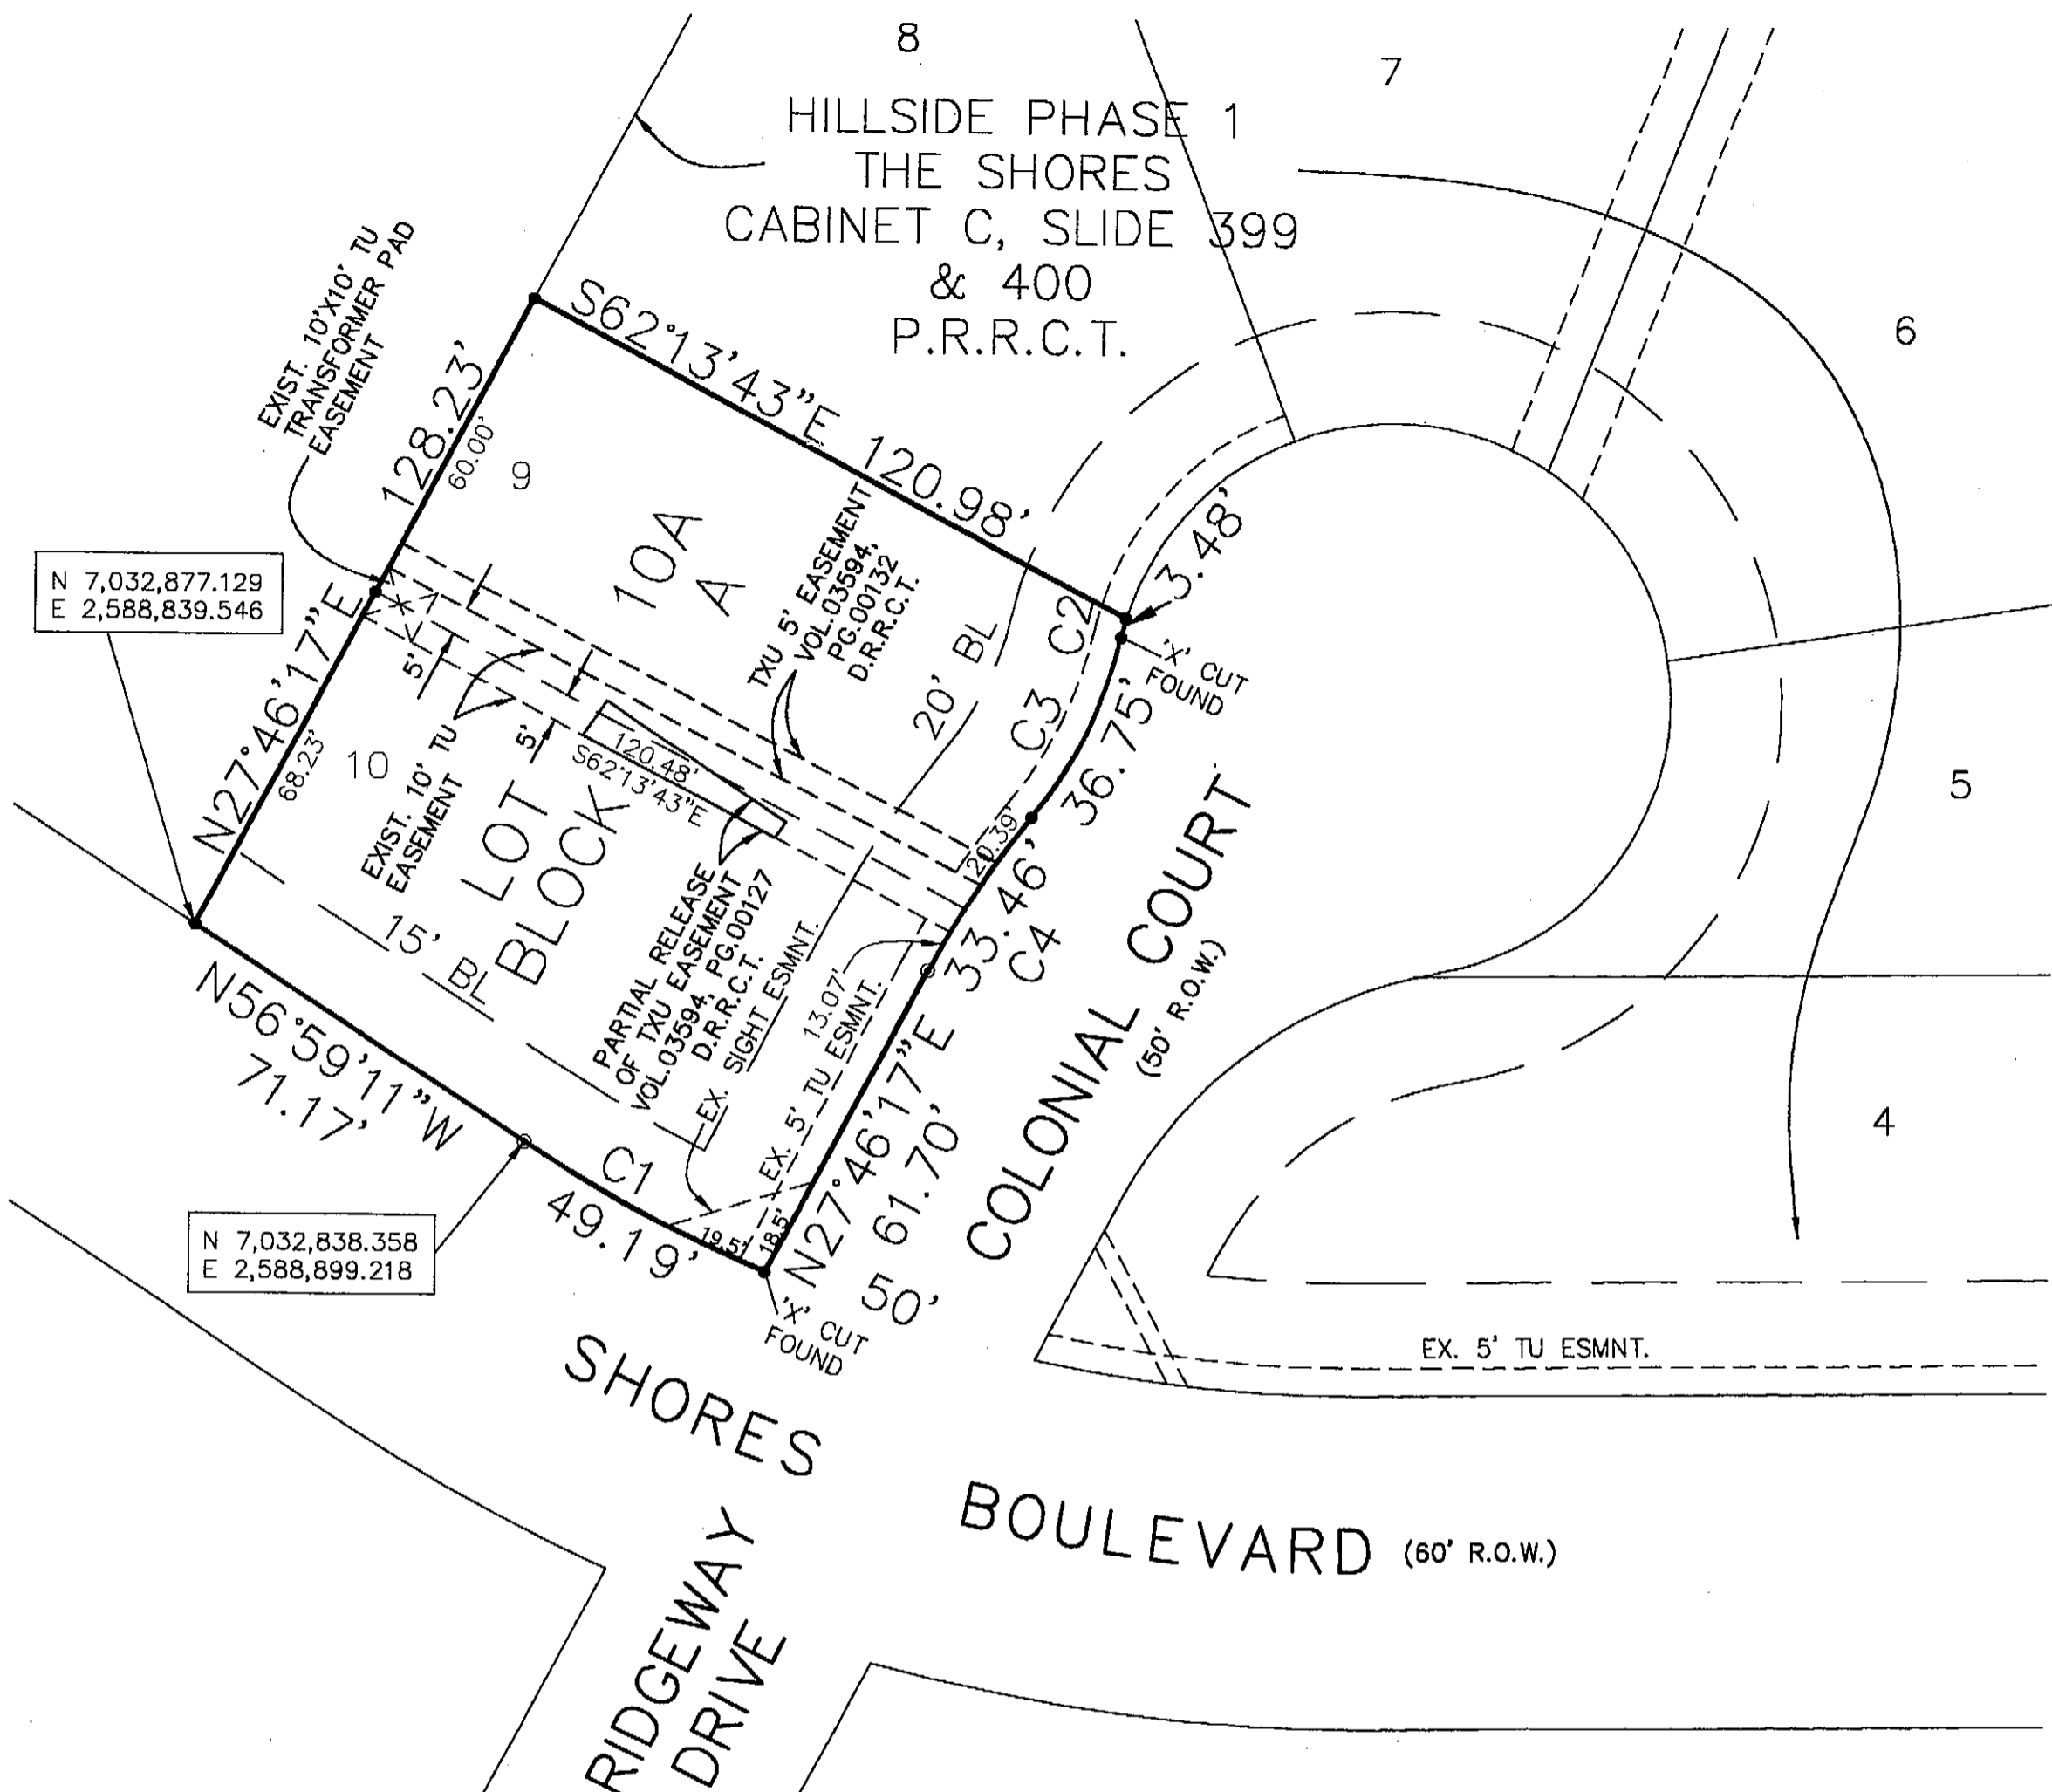 8
7
HILLSIDE PHASE 1
THE SHORES
CABINET C, SLIDE 399
& 400
P.R.R.C.T.
6
EXIST. 10'X10' TU
TRANSFORMER PAD
EASEMENT
S62°13'43"E 120.98'
128.23'
60.00'
9
10A
A
TXU 5' EASEMENT
VOL.03594,
PG.00132
D.R.R.C.T.
3.48'
N 7,032,877.129
E 2,588,839.546
C2
'X' CUT
FOUND
20' BL
C3
36.75'
N27°46'17"E
68.23'
5'
5'
10
EXIST. 10' TU
EASEMENT
120.48'
S62°13'43"E
LOT
BLOCK
120.39'
5
33.46'
C4
COLONIAL COURT
(50' R.O.W.)
15' BL
PARTIAL RELEASE
OF TXU EASEMENT
VOL.03594, PG.00127
D.R.R.C.T.
EX. SIGHT ESMNT.
13.07'
EX. 5' TU ESMNT.
N56°59'11"W
71.17'
4
C1
49.19'
19.5'
18.5'
N27°46'17"E
61.70'
50'
N 7,032,838.358
E 2,588,899.218
'X' CUT
FOUND
EX. 5' TU ESMNT.
SHORES
BOULEVARD (60' R.O.W.)
RIDGEWAY
DRIVE